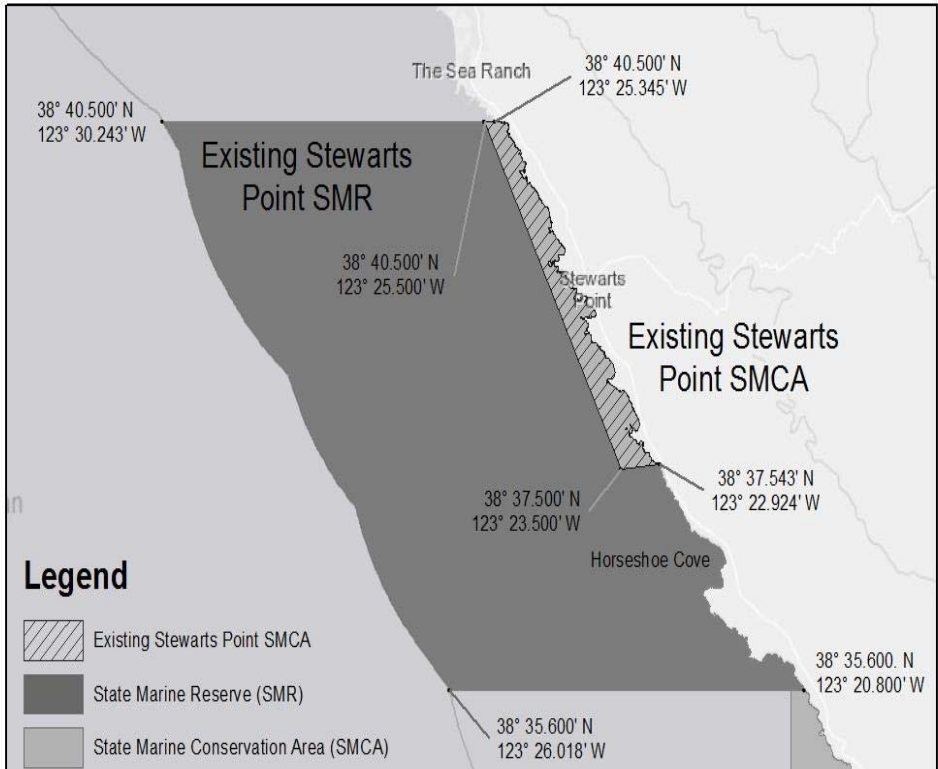 The Sea Ranch
38° 40.500' N
123° 25.345' W
38° 40.500' N
123° 30.243' W
Existing Stewarts
Point SMR
38° 40.500' N
123° 25.500' W
Stewarts
Point
Existing Stewarts
Point SMCA
38° 37.500' N
123° 23.500' W
38° 37.543' N
123° 22.924' W
Horseshoe Cove
38° 35.600. N
123° 20.800' W
38° 35.600' N
123° 26.018' W
Legend
Existing Stewarts Point SMCA
State Marine Reserve (SMR)
State Marine Conservation Area (SMCA)